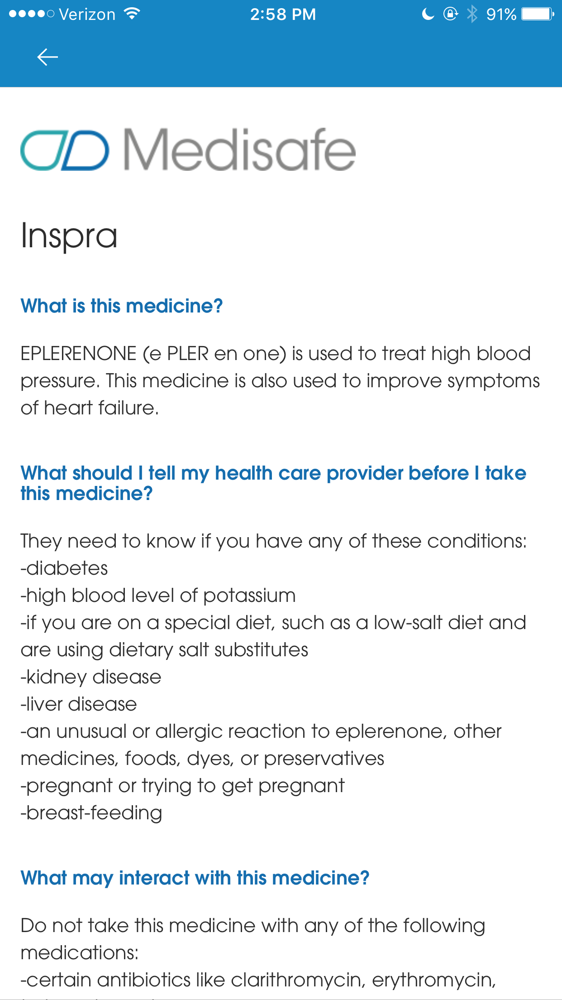 Verizon 2:58 PM 91%
Medisafe
Inspra
What is this medicine?
EPLERENONE (e PLER en one) is used to treat high blood
pressure. This medicine is also used to improve symptoms
of heart failure.
What should I tell my health care provider before I take
this medicine?
They need to know if you have any of these conditions:
-diabetes
-high blood level of potassium
-if you are on a special diet, such as a low-salt diet and
are using dietary salt substitutes
-kidney disease
-liver disease
-an unusual or allergic reaction to eplerenone, other
medicines, foods, dyes, or preservatives
-pregnant or trying to get pregnant
-breast-feeding
What may interact with this medicine?
Do not take this medicine with any of the following
medications:
-certain antibiotics like clarithromycin, erythromycin,